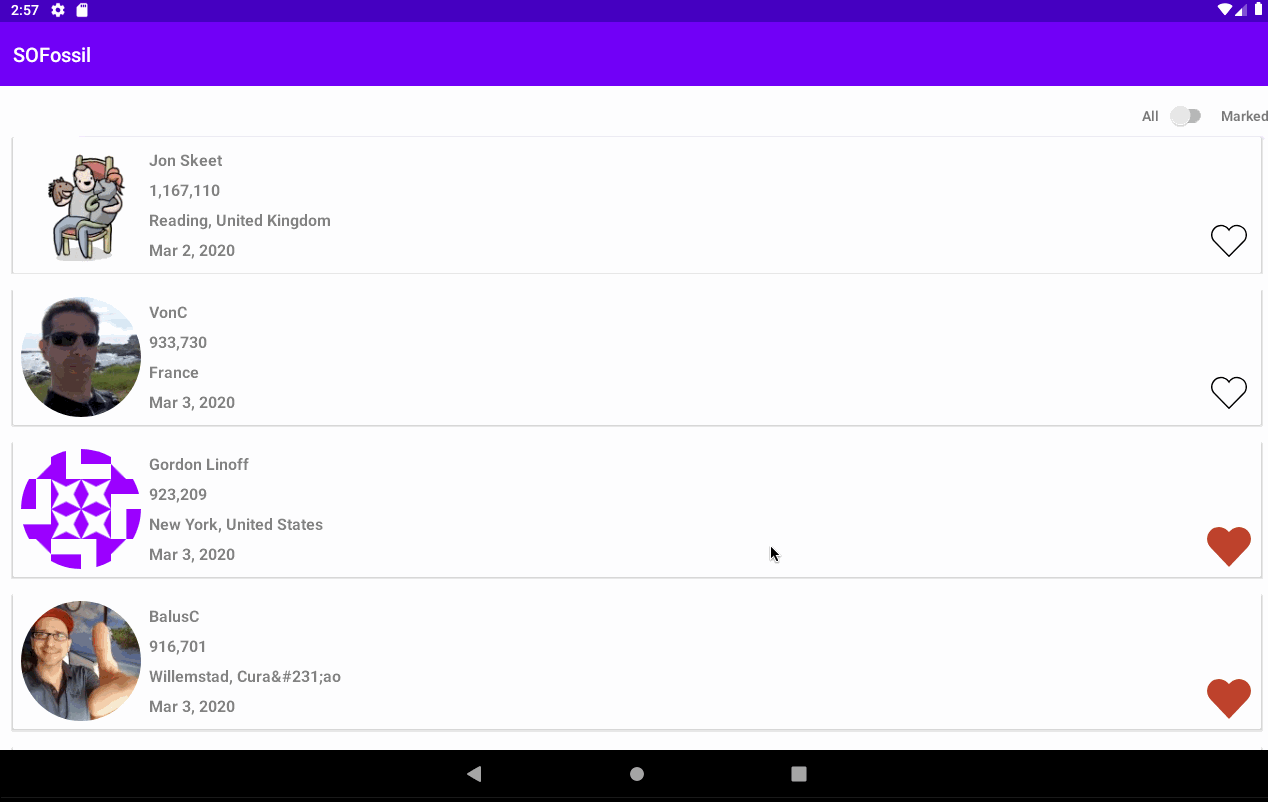 2:57
SOFossil
All Marked
Jon Skeet
1,167,110
Reading, United Kingdom
Mar 2, 2020
VonC
933,730
France
Mar 3, 2020
Gordon Linoff
923,209
New York, United States
Mar 3, 2020
BalusC
916,701
Willemstad, Cura&#231;ao
Mar 3, 2020